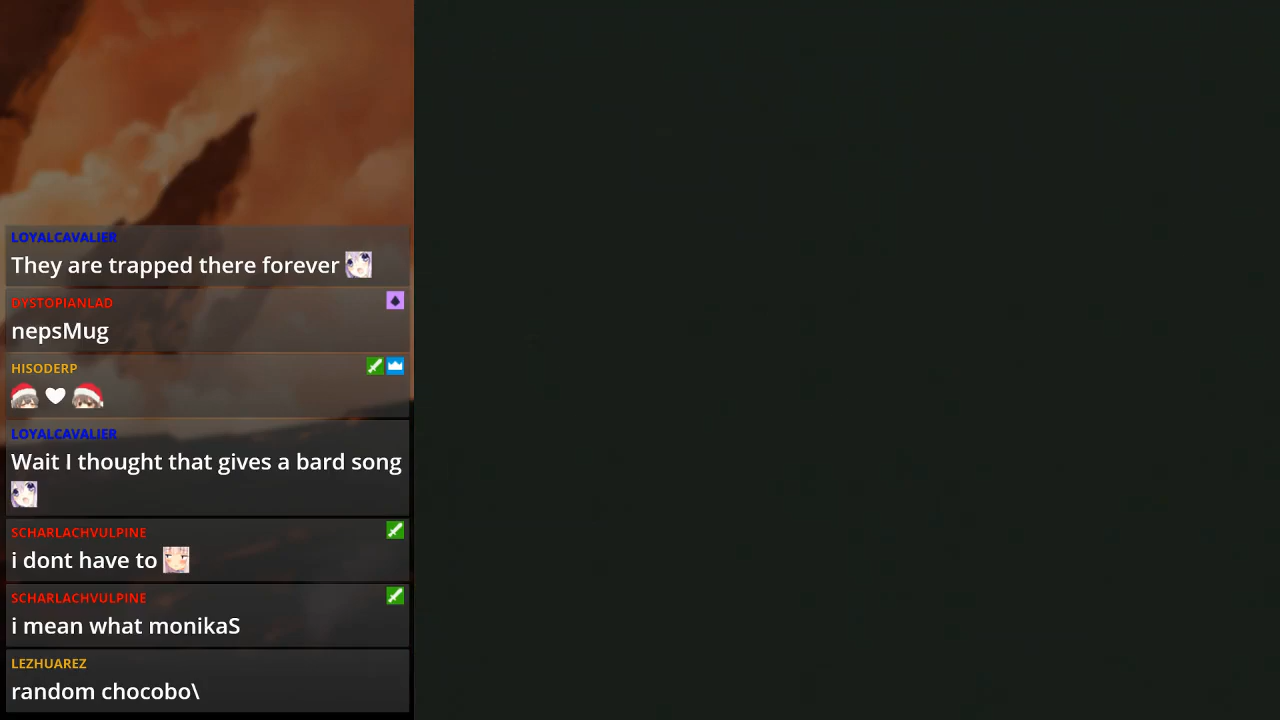 LOYALCAVALIER
They are trapped there forever
DYSTOPIANLAD
nepsMug
HISODERP
LOYALCAVALIER
Wait I thought that gives a bard song
SCHARLACHVULPINE
i dont have to
SCHARLACHVULPINE
i mean what monikaS
LEZHUAREZ
random chocobo\